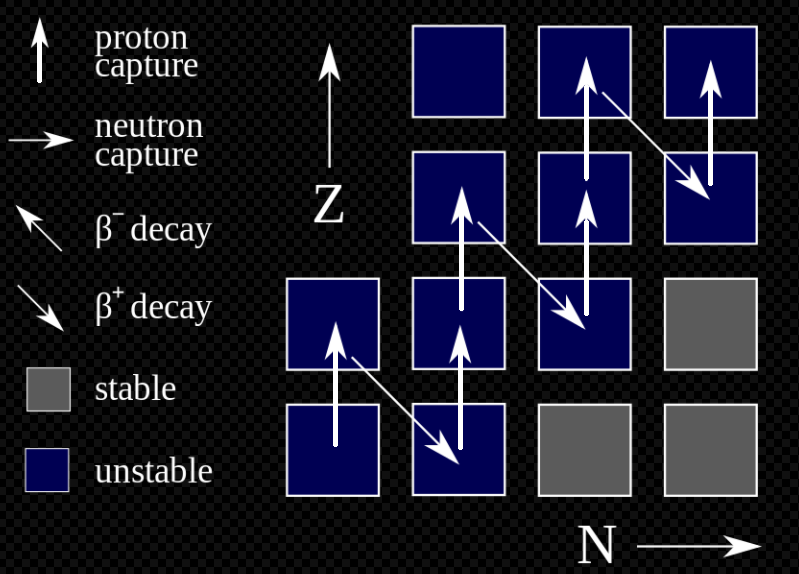 proton
capture
neutron
capture
β⁻ decay
β⁺ decay
stable
unstable
Z
N